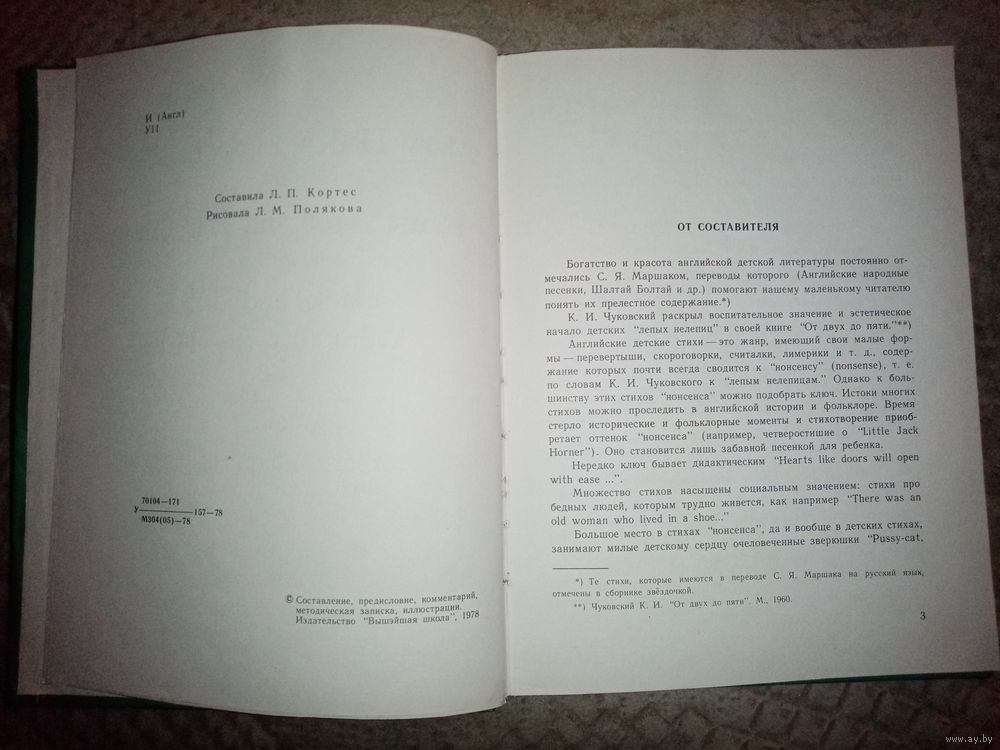 И (Англ)
У11
Составила Л. П. Кортес
Рисовала Л. М. Полякова
70104—171
У————157—78
М304(05)—78
© Составление, предисловие, комментарий,
методическая записка, иллюстрации.
Издательство "Вышэйшая школа", 1978
ОТ СОСТАВИТЕЛЯ
Богатство и красота английской детской литературы постоянно от-
мечались С. Я. Маршаком, переводы которого (Английские народные
песенки, Шалтай Болтай и др.) помогают нашему маленькому читателю
понять их прелестное содержание.*)
К. И. Чуковский раскрыл воспитательное значение и эстетическое
начало детских "лепых нелепиц" в своей книге "От двух до пяти."**)
Английские детские стихи — это жанр, имеющий свои малые фор-
мы — перевертыши, скороговорки, считалки, лимерики и т. д., содер-
жание которых почти всегда сводится к "нонсенсу" (nonsense), т. е.
по словам К. И. Чуковского к "лепым нелепицам." Однако к боль-
шинству этих стихов "нонсенса" можно подобрать ключ. Истоки многих
стихов можно проследить в английской истории и фольклоре. Время
стерло исторические и фольклорные моменты и стихотворение приоб-
ретает оттенок "нонсенса" (например, четверостишие о "Little Jack
Horner"). Оно становится лишь забавной песенкой для ребенка.
Нередко ключ бывает дидактическим "Hearts like doors will open
with ease ...".
Множество стихов насыщены социальным значением: стихи про
бедных людей, которым трудно живется, как например "There was an
old woman who lived in a shoe..."
Большое место в стихах "нонсенса", да и вообще в детских стихах,
занимают милые детскому сердцу очеловеченные зверюшки "Pussy-cat,
*) Те стихи, которые имеются в переводе С. Я. Маршака на русский язык,
отмечены в сборнике звёздочкой.
**) Чуковский К. И. "От двух до пяти". М., 1960.
3
© www.ay.by